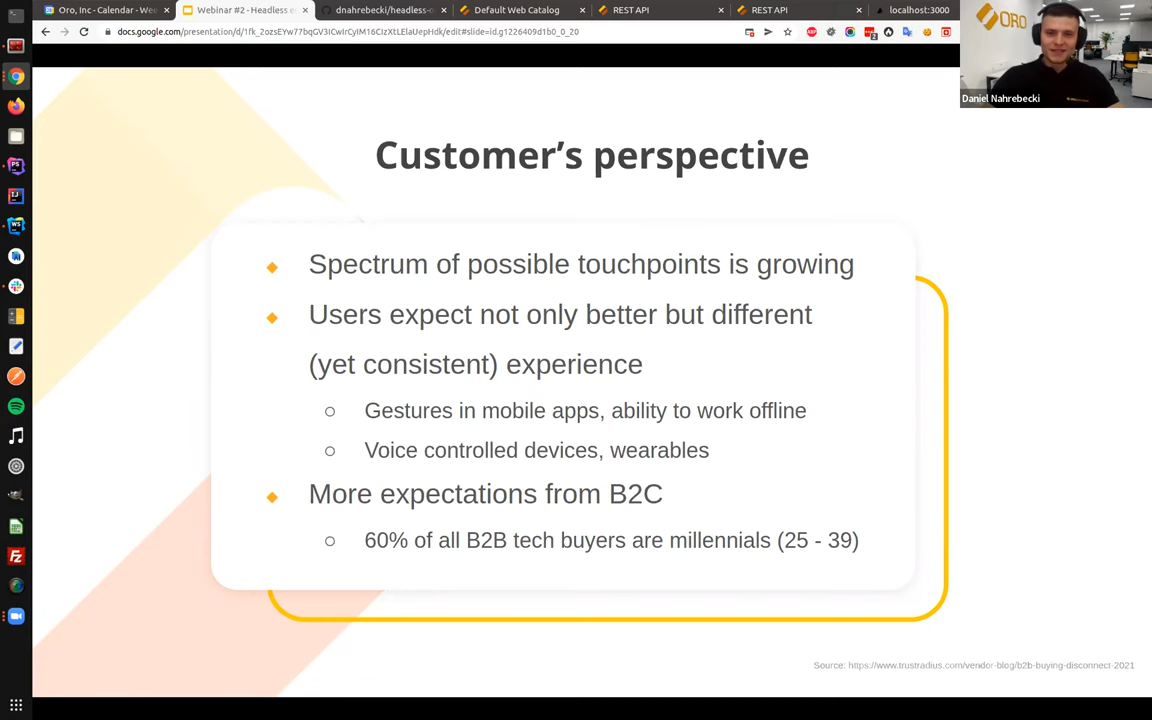 Oro, Inc - Calendar - We
Webinar #2 - Headless e
dnahrebecki/headless-o
Default Web Catalog
REST API
REST API
localhost:3000
docs.google.com/presentation/d/1fk_2ozsEYw77bqGV3ICwIrCyIM16CIzXtLElaUepHdk/edit#slide=id.g1226409d1b0_0_20
ORO
Daniel Nahrebecki
Customer’s perspective
Spectrum of possible touchpoints is growing
Users expect not only better but different
(yet consistent) experience
Gestures in mobile apps, ability to work offline
Voice controlled devices, wearables
More expectations from B2C
60% of all B2B tech buyers are millennials (25 - 39)
Source: https://www.trustradius.com/vendor-blog/b2b-buying-disconnect-2021